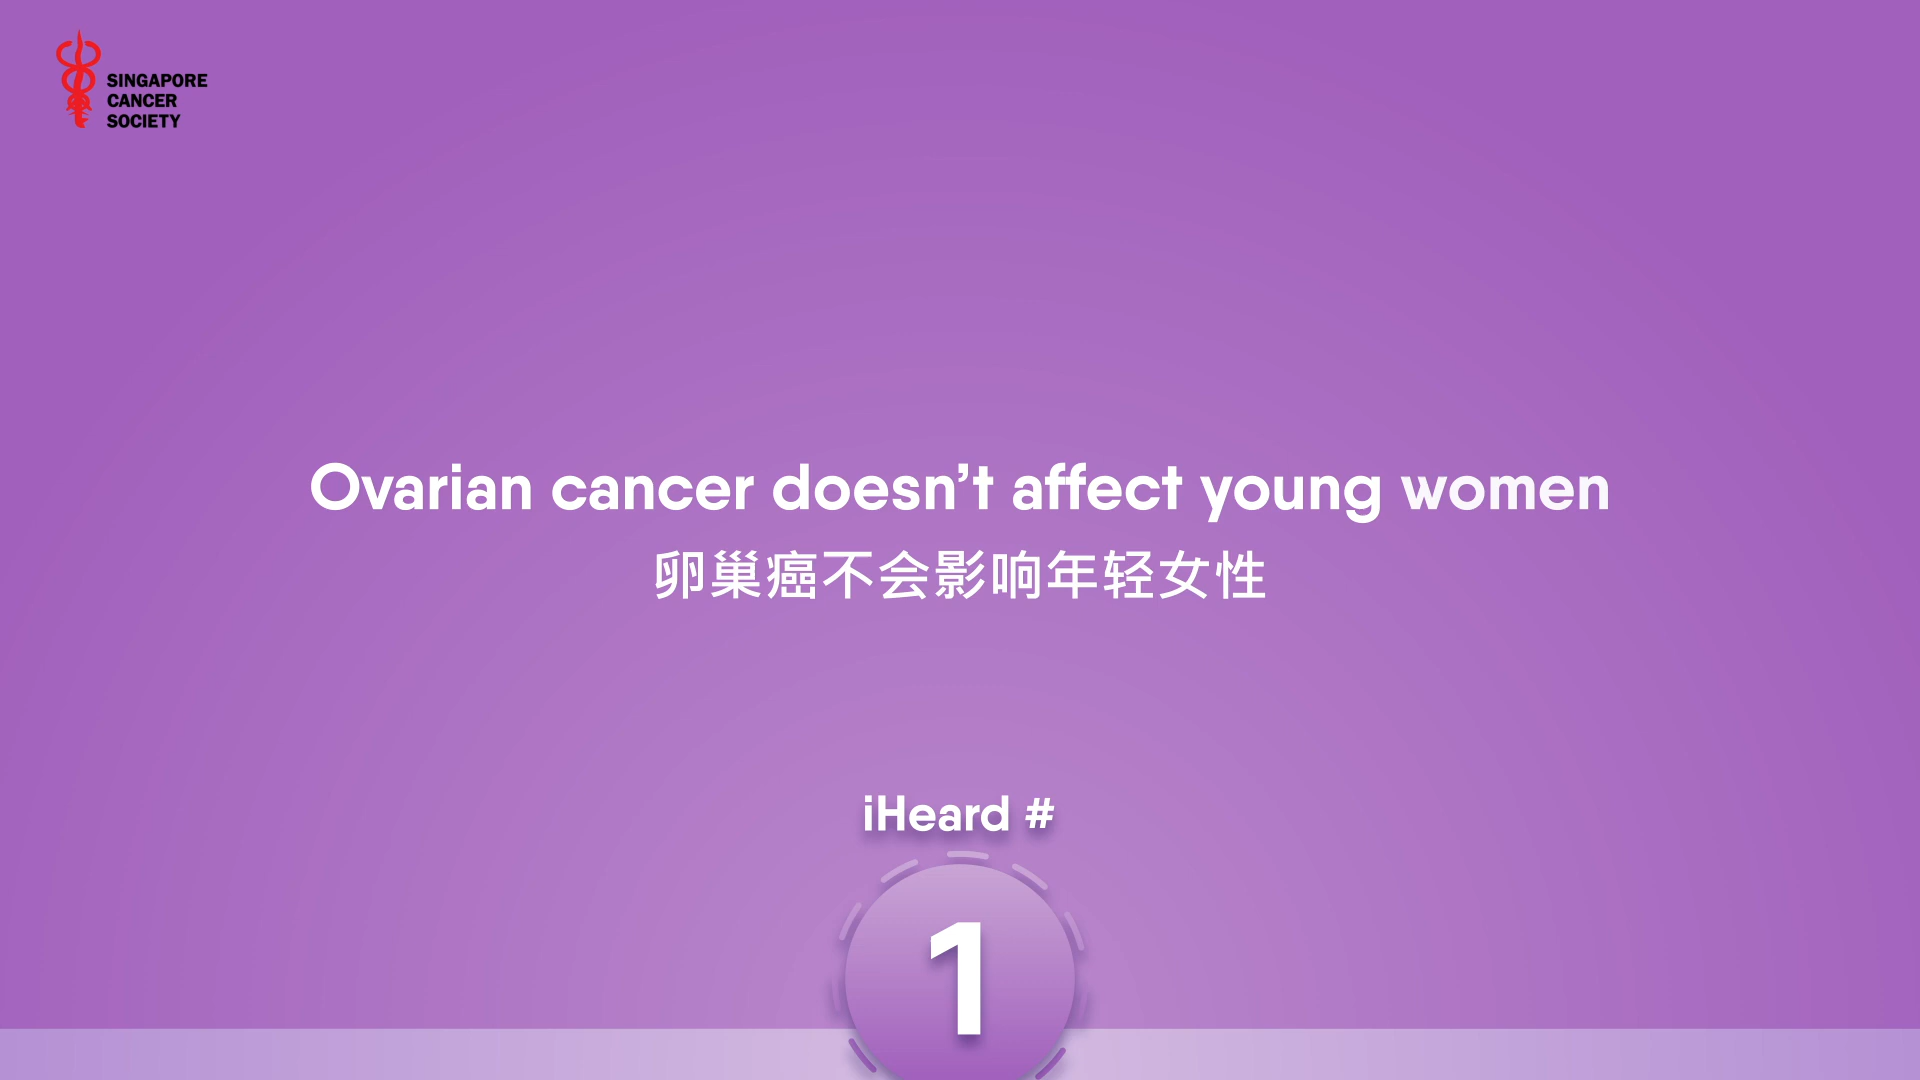 SINGAPORE
CANCER
SOCIETY
Ovarian cancer doesn’t affect young women
卵巢癌不会影响年轻女性
iHeard #
1